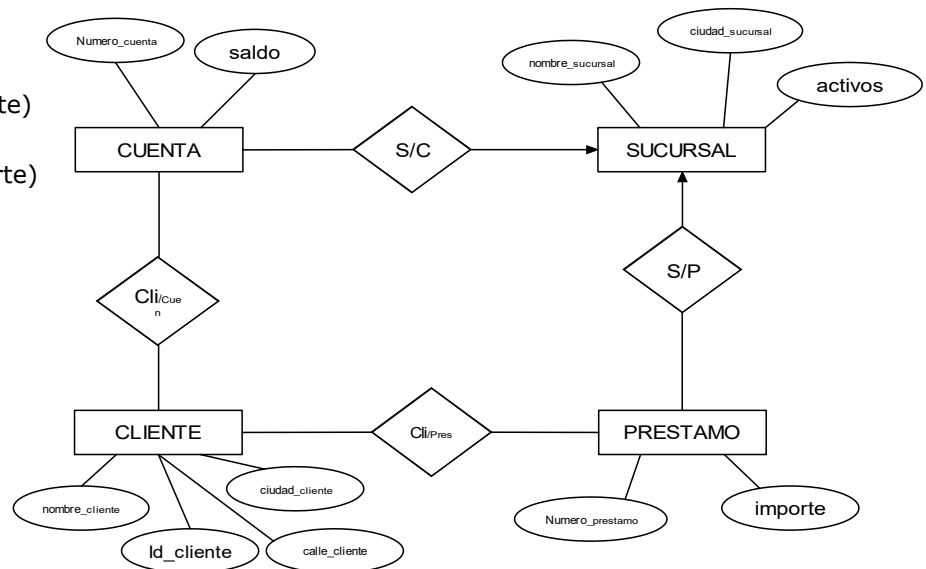 Numero_cuenta
saldo
nombre_sucursal
ciudad_sucursal
activos
te)
CUENTA
S/C
SUCURSAL
rte)
S/P
Cli/Cue
n
CLIENTE
Cli/Pres
PRESTAMO
nombre_cliente
ciudad_cliente
Id_cliente
calle_cliente
Numero_prestamo
importe